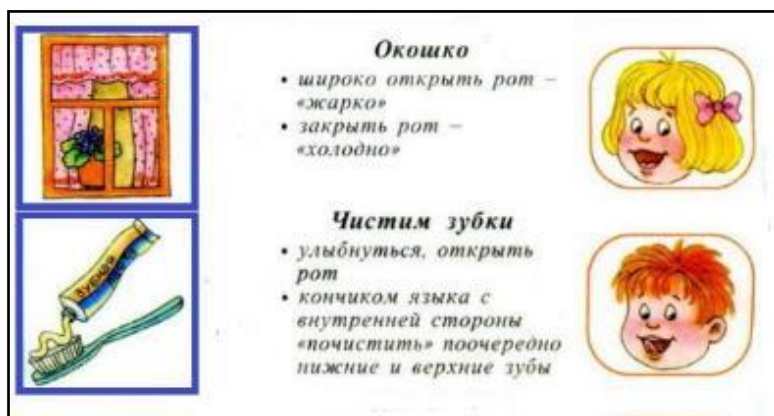 Окошко
• широко открыть рот –
«жарко»
• закрыть рот –
«холодно»
Чистим зубки
• улыбнуться, открыть
рот
• кончиком языка с
внутренней стороны
«почистить» поочередно
нижние и верхние зубы
ЗУБНАЯ